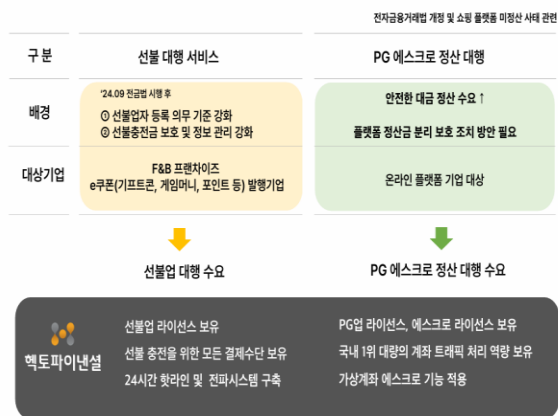 전자금융거래법 개정 및 쇼핑 플랫폼 미정산 사태 관련
구 분
선불 대행 서비스
PG 에스크로 정산 대행
배경
'24.09 전금법 시행 후
① 선불업자 등록 의무 기준 강화
② 선불충전금 보호 및 정보 관리 강화
안전한 대금 정산 수요 ↑
플랫폼 정산금 분리 보호 조치 방안 필요
대상기업
F&B 프랜차이즈
e쿠폰(기프트콘, 게임머니, 포인트 등) 발행기업
온라인 플랫폼 기업 대상
선불업 대행 수요
PG 에스크로 정산 대행 수요
헥토파이낸셜
선불업 라이선스 보유
선불 충전을 위한 모든 결제수단 보유
24시간 핫라인 및 전파시스템 구축
PG업 라이선스, 에스크로 라이선스 보유
국내 1위 대량의 계좌 트래픽 처리 역량 보유
가상계좌 에스크로 기능 적용